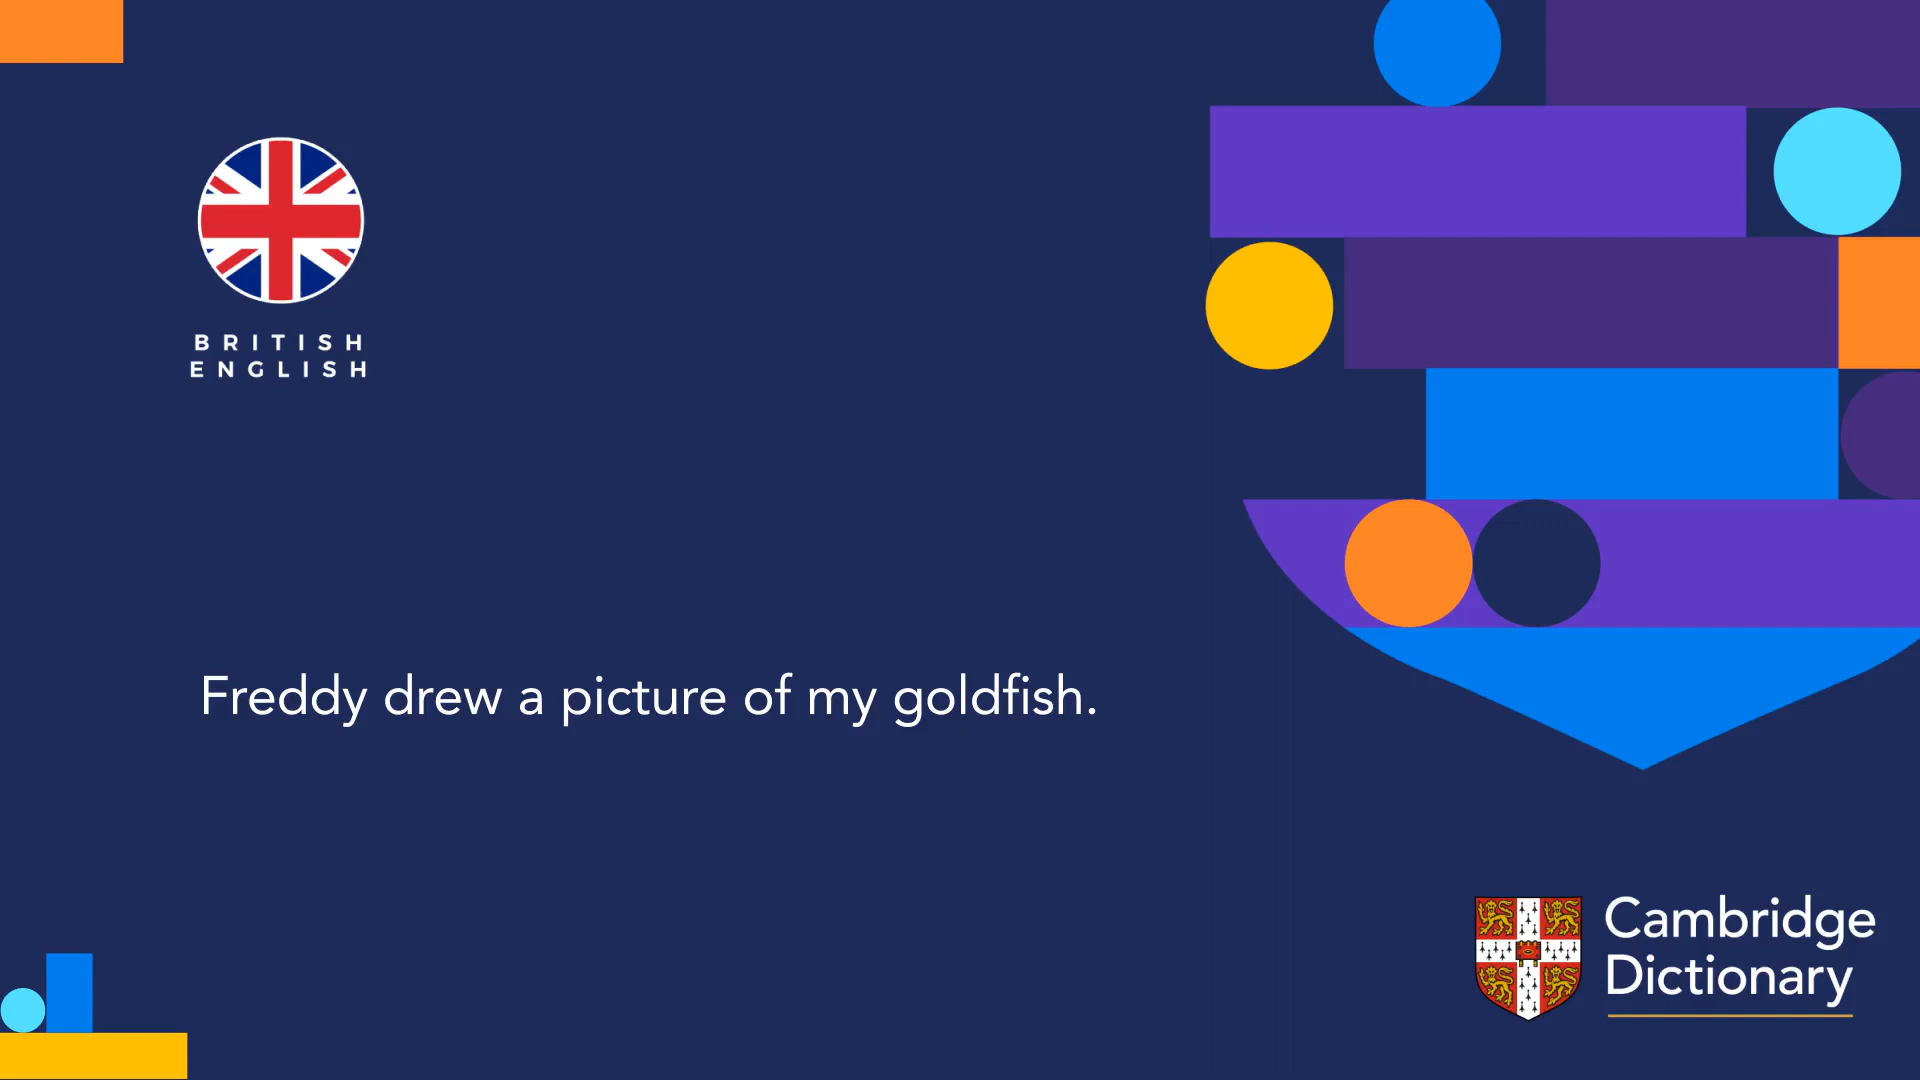 BRITISH
ENGLISH
Freddy drew a picture of my goldfish.
Cambridge
Dictionary